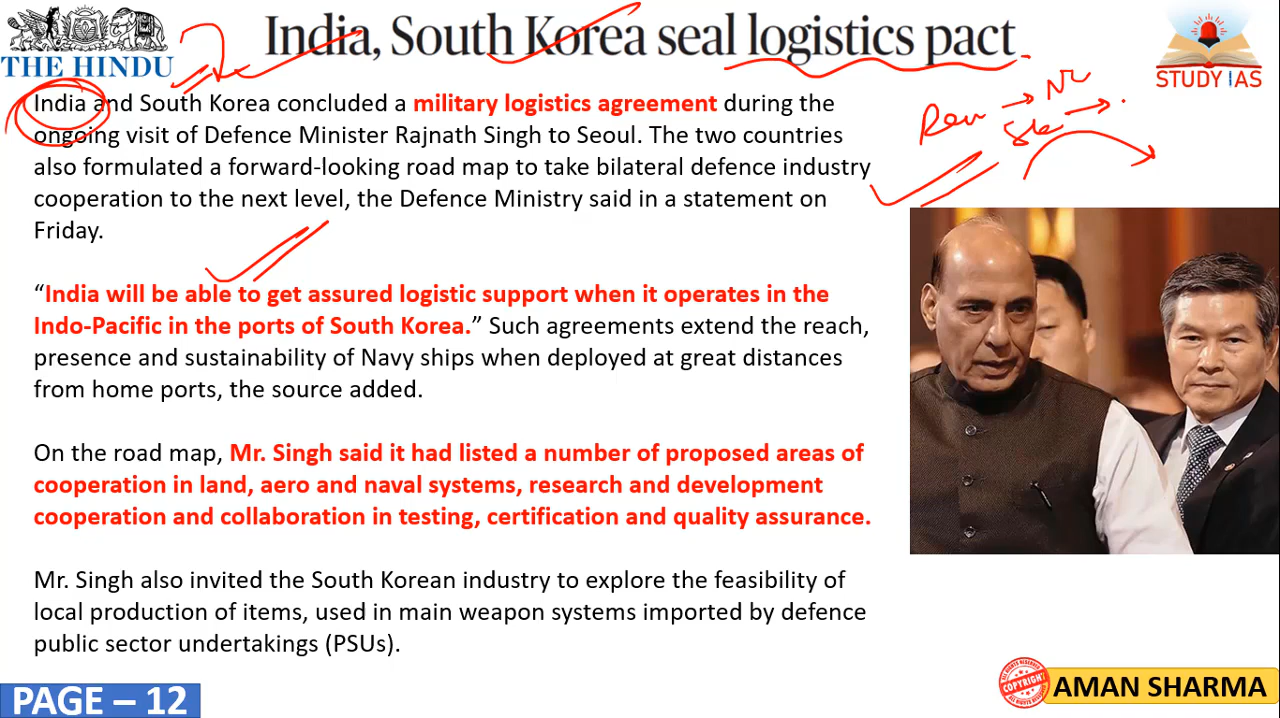 THE HINDU
India, South Korea seal logistics pact
STUDY IAS
India and South Korea concluded a military logistics agreement during the
ongoing visit of Defence Minister Rajnath Singh to Seoul. The two countries
also formulated a forward-looking road map to take bilateral defence industry
cooperation to the next level, the Defence Ministry said in a statement on
Friday.
“India will be able to get assured logistic support when it operates in the
Indo-Pacific in the ports of South Korea.” Such agreements extend the reach,
presence and sustainability of Navy ships when deployed at great distances
from home ports, the source added.
On the road map, Mr. Singh said it had listed a number of proposed areas of
cooperation in land, aero and naval systems, research and development
cooperation and collaboration in testing, certification and quality assurance.
Mr. Singh also invited the South Korean industry to explore the feasibility of
local production of items, used in main weapon systems imported by defence
public sector undertakings (PSUs).
PAGE – 12
COPYRIGHT
AMAN SHARMA